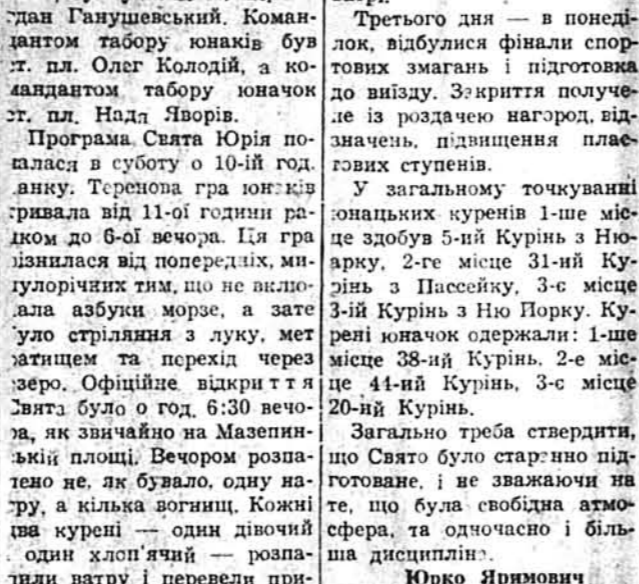 Ганушевський. Коман-
дантом табору юнаків був
ст. пл. Олег Колодій, а ко-
мандантом табору юначок
ст. пл. Надя Яворів.
Програма Свята Юрія по-
чалася в суботу о 10-ій год.
ранку. Теренова гра юнаків
тривала від 11-ої години ра-
нком до 6-ої вечора. Ця гра
різнилася від попередніх, ми-
нулорічних тим, що не вклю-
чала азбуки морзе, а зате
було стріляння з луку, мет
ратищем та перехід через
озеро. Офіційне відкриття
Свята було о год. 6:30 вечо-
ра, як звичайно на Мазепин-
ській площі. Вечором розпа-
лено не, як бувало, одну ва-
тру, а кілька вогнищ. Кожні
два курені — один дівочий
і один хлоп'ячий — розпа-
лили ватру і перевели при-
Третього дня — в понеді-
лок, відбулися фінали спор-
тових змагань і підготовка
до виїзду. Закриття получе-
не із роздачею нагород, від-
значень, підвищення плас-
тових ступенів.
У загальному точкуванні
юнацьких куренів 1-ше міс-
це здобув 5-ий Курінь з Ню-
арку, 2-ге місце 31-ий Ку-
рінь з Пассейку, 3-є місце
3-ій Курінь з Ню Порку. Ку-
рені юначок одержали: 1-ше
місце 38-ий Курінь, 2-е мі-
сце 44-ий Курінь, 3-є місце
20-ий Курінь.
Загально треба ствердити,
що Свято було старанно під-
готоване, і не зважаючи на
те, що була свобідна атмо-
сфера, та одночасно і біль-
ша дисципліна.
Юрко Яримович